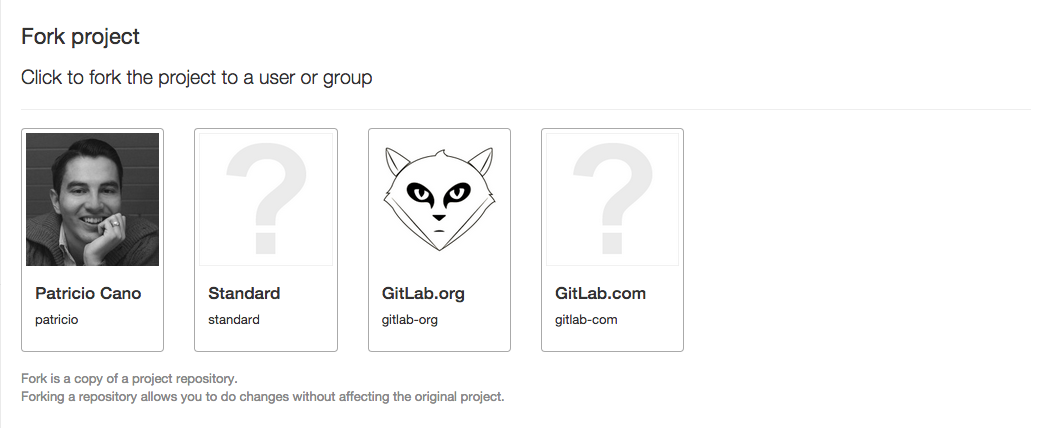 Fork project
Click to fork the project to a user or group
Patricio Cano
patricio
Standard
standard
GitLab.org
gitlab-org
GitLab.com
gitlab-com
Fork is a copy of a project repository.
Forking a repository allows you to do changes without affecting the original project.